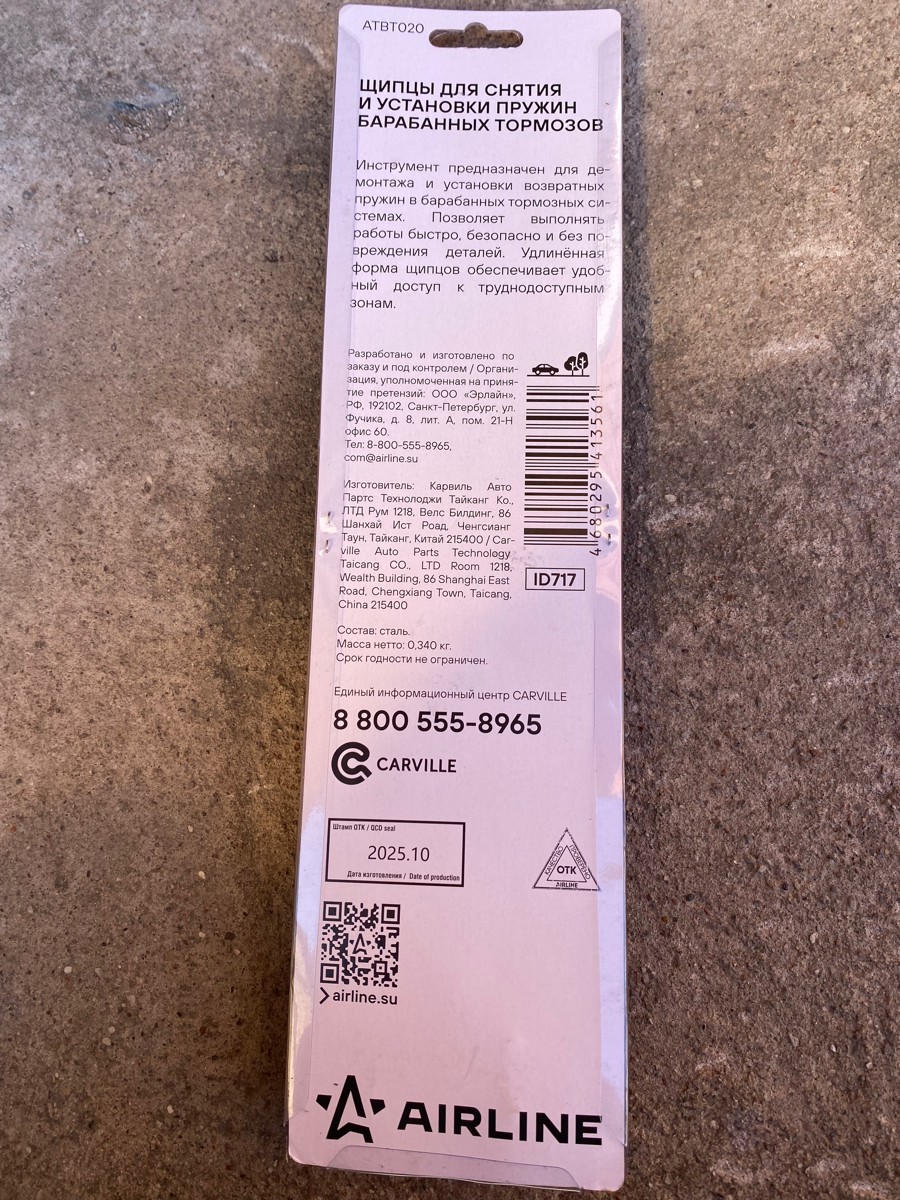 ATBT020
ЩИПЦЫ ДЛЯ СНЯТИЯ
И УСТАНОВКИ ПРУЖИН
БАРАБАННЫХ ТОРМОЗОВ
Инструмент предназначен для де-
монтажа и установки возвратных
пружин в барабанных тормозных си-
стемах. Позволяет выполнять
работы быстро, безопасно и без по-
вреждения деталей. Удлинённая
форма щипцов обеспечивает удоб-
ный доступ к труднодоступным
зонам.
Разработано и изготовлено по
заказу и под контролем / Органи-
зация, уполномоченная на приня-
тие претензий: ООО «Эрлайн»,
РФ, 192102, Санкт-Петербург, ул.
Фучика, д. 8, лит. А, пом. 21-Н
офис 60.
Тел: 8-800-555-8965,
com@airline.su
4 680295 413561
Изготовитель: Карвиль Авто
Партс Технолоджи Тайканг Ко.,
ЛТД Рум 1218, Велс Билдинг, 86
Шанхай Ист Роад, Ченгсианг
Таун, Тайканг, Китай 215400 / Car-
ville Auto Parts Technology
Taicang CO., LTD Room 1218,
Wealth Building, 86 Shanghai East
Road, Chengxiang Town, Taicang,
China 215400
ID717
Состав: сталь.
Масса нетто: 0,340 кг.
Срок годности не ограничен.
Единый информационный центр CARVILLE
8 800 555-8965
CARVILLE
Штамп ОТК / QCD seal
2025.10
Дата изготовления / Date of production
КАЧЕСТВО
ПРОВЕРЕНО
ОТК
AIRLINE
airline.su
AIRLINE